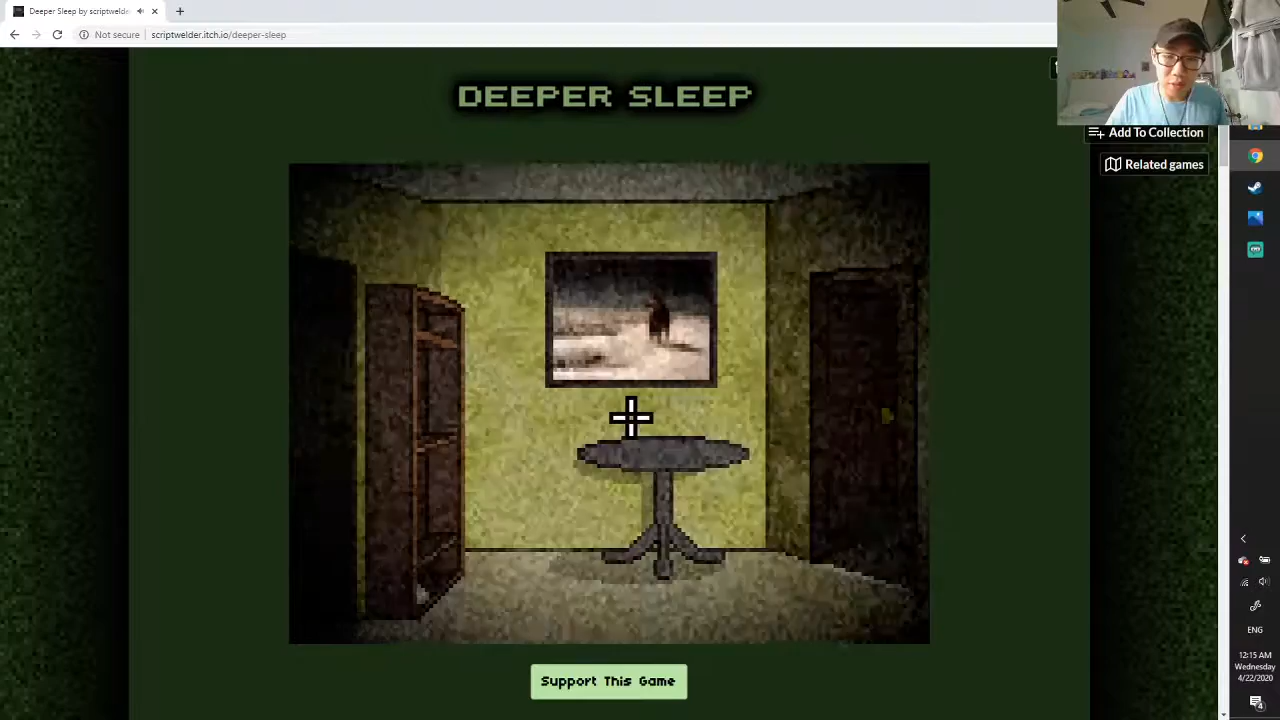 Deeper Sleep by scriptwelde
Not secure
scriptwelder.itch.io/deeper-sleep
DEEPER SLEEP
Add To Collection
Related games
Support This Game
ENG
12:15 AM
Wednesday
4/22/2020
4